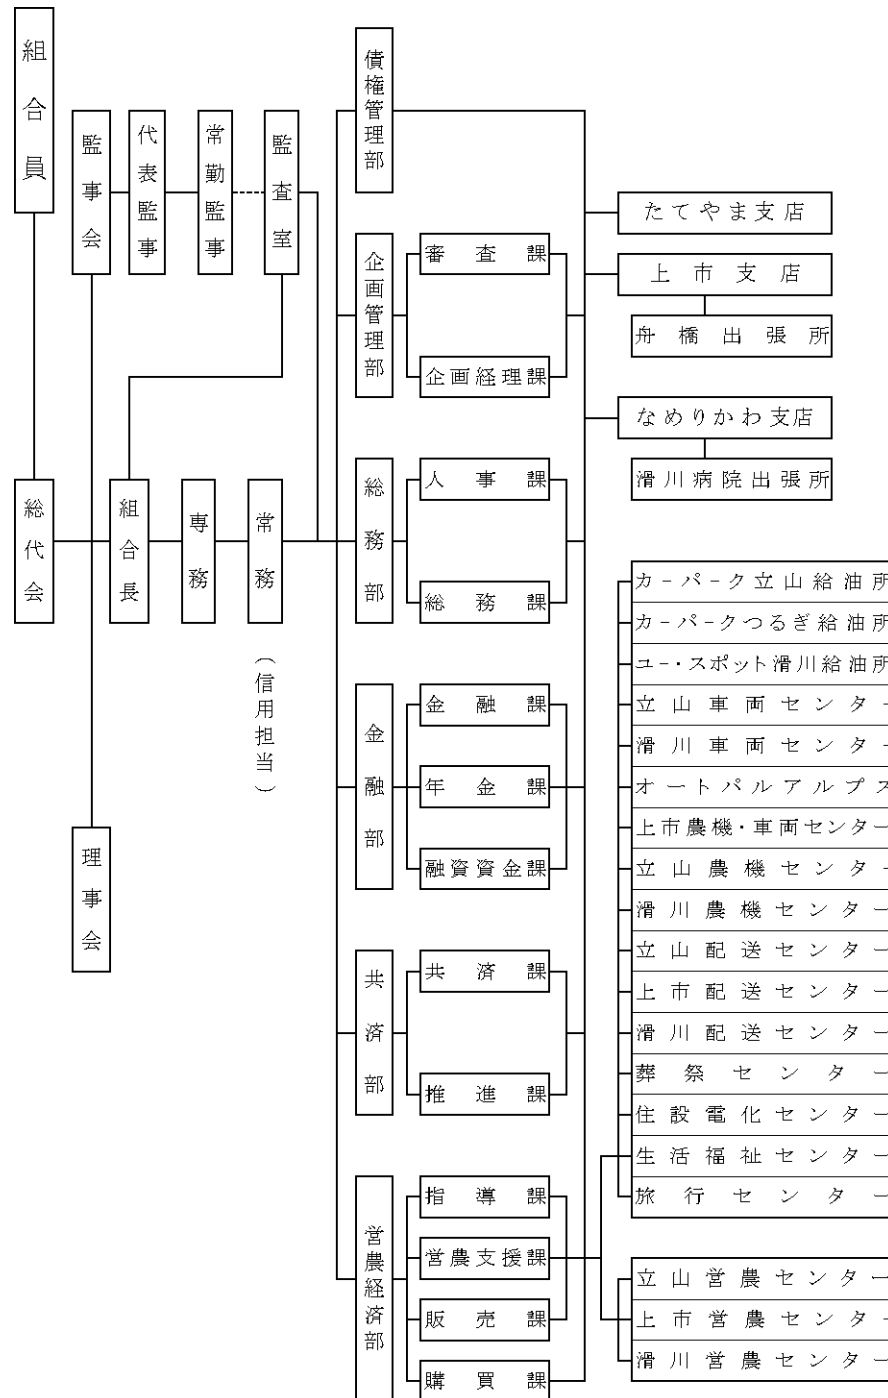 組合員
監事会
代表監事
常勤監事
監査室
総代会
組合長
専務
常務
（信用担当）
理事会
債権管理部
企画管理部
審査課
企画経理課
総務部
人事課
総務課
金融部
金融課
年金課
融資資金課
共済部
共済課
推進課
営農経済部
指導課
営農支援課
販売課
購買課
たてやま支店
上市支店
舟橋出張所
なめりかわ支店
滑川病院出張所
カ-パ-ク立山給油所
カ-パ-クつるぎ給油所
ユ-・スポット滑川給油所
立山車両センター
滑川車両センター
オートパルアルプス
上市農機・車両センター
立山農機センター
滑川農機センター
立山配送センター
上市配送センター
滑川配送センター
葬祭センター
住設電化センター
生活福祉センター
旅行センター
立山営農センター
上市営農センター
滑川営農センター